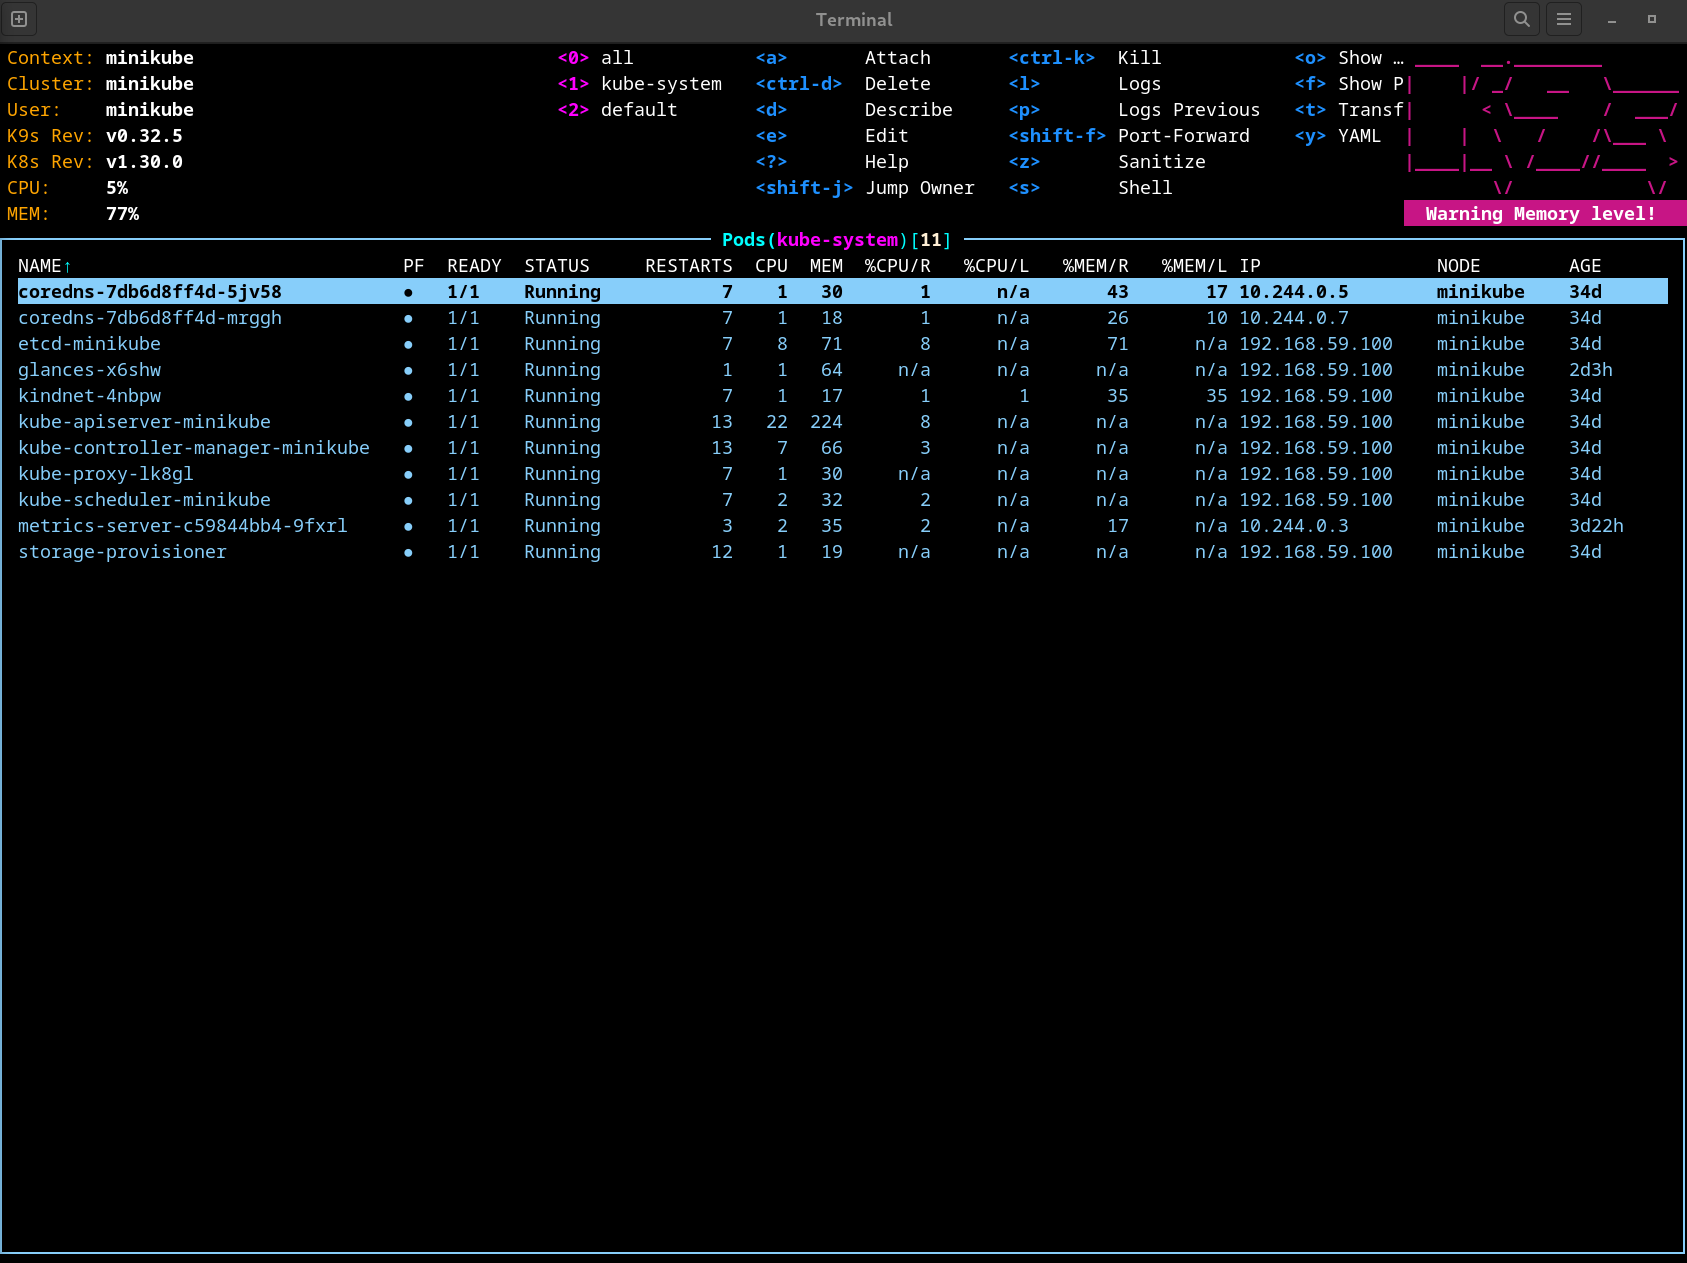 Terminal
Context: minikube <0> all <a> Attach <ctrl-k> Kill <o> Show …
Cluster: minikube <1> kube-system <ctrl-d> Delete <l> Logs <f> Show P
User: minikube <2> default <d> Describe <p> Logs Previous <t> Transf
K9s Rev: v0.32.5 <e> Edit <shift-f> Port-Forward <y> YAML
K8s Rev: v1.30.0 <?> Help <z> Sanitize
CPU: 5% <shift-j> Jump Owner <s> Shell
MEM: 77% Warning Memory level!
Pods(kube-system)[11]
NAME↑ PF READY STATUS RESTARTS CPU MEM %CPU/R %CPU/L %MEM/R %MEM/L IP NODE AGE
coredns-7db6d8ff4d-5jv58 ● 1/1 Running 7 1 30 1 n/a 43 17 10.244.0.5 minikube 34d
coredns-7db6d8ff4d-mrggh ● 1/1 Running 7 1 18 1 n/a 26 10 10.244.0.7 minikube 34d
etcd-minikube ● 1/1 Running 7 8 71 8 n/a 71 n/a 192.168.59.100 minikube 34d
glances-x6shw ● 1/1 Running 1 1 64 n/a n/a n/a n/a 192.168.59.100 minikube 2d3h
kindnet-4nbpw ● 1/1 Running 7 1 17 1 1 35 35 192.168.59.100 minikube 34d
kube-apiserver-minikube ● 1/1 Running 13 22 224 8 n/a n/a n/a 192.168.59.100 minikube 34d
kube-controller-manager-minikube ● 1/1 Running 13 7 66 3 n/a n/a n/a 192.168.59.100 minikube 34d
kube-proxy-lk8gl ● 1/1 Running 7 1 30 n/a n/a n/a n/a 192.168.59.100 minikube 34d
kube-scheduler-minikube ● 1/1 Running 7 2 32 2 n/a n/a n/a 192.168.59.100 minikube 34d
metrics-server-c59844bb4-9fxrl ● 1/1 Running 3 2 35 2 n/a 17 n/a 10.244.0.3 minikube 3d22h
storage-provisioner ● 1/1 Running 12 1 19 n/a n/a n/a n/a 192.168.59.100 minikube 34d